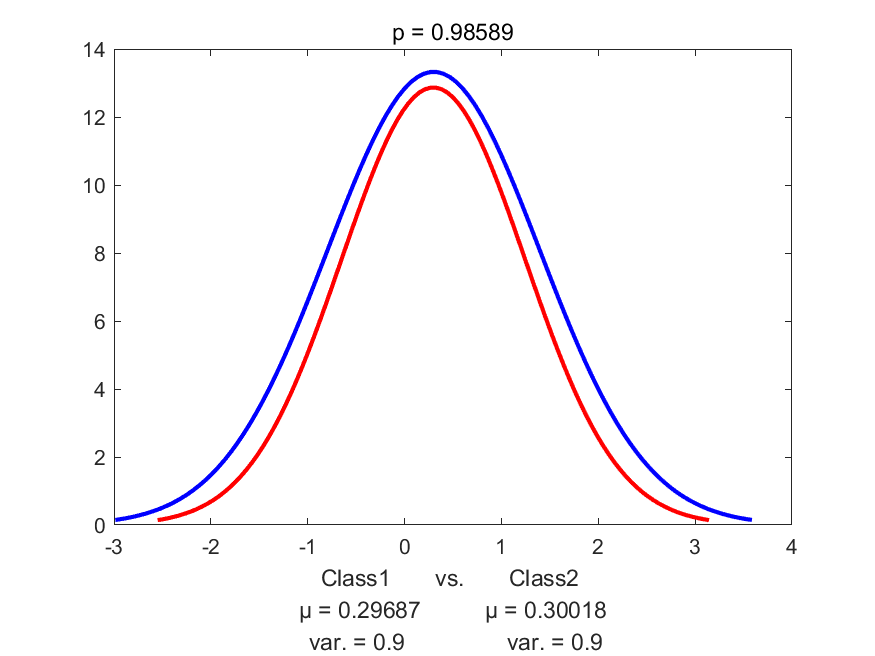 p = 0.98589
14
12
10
8
6
4
2
0
-3 -2 -1 0 1 2 3 4
Class1 vs. Class2
μ = 0.29687 μ = 0.30018
var. = 0.9 var. = 0.9